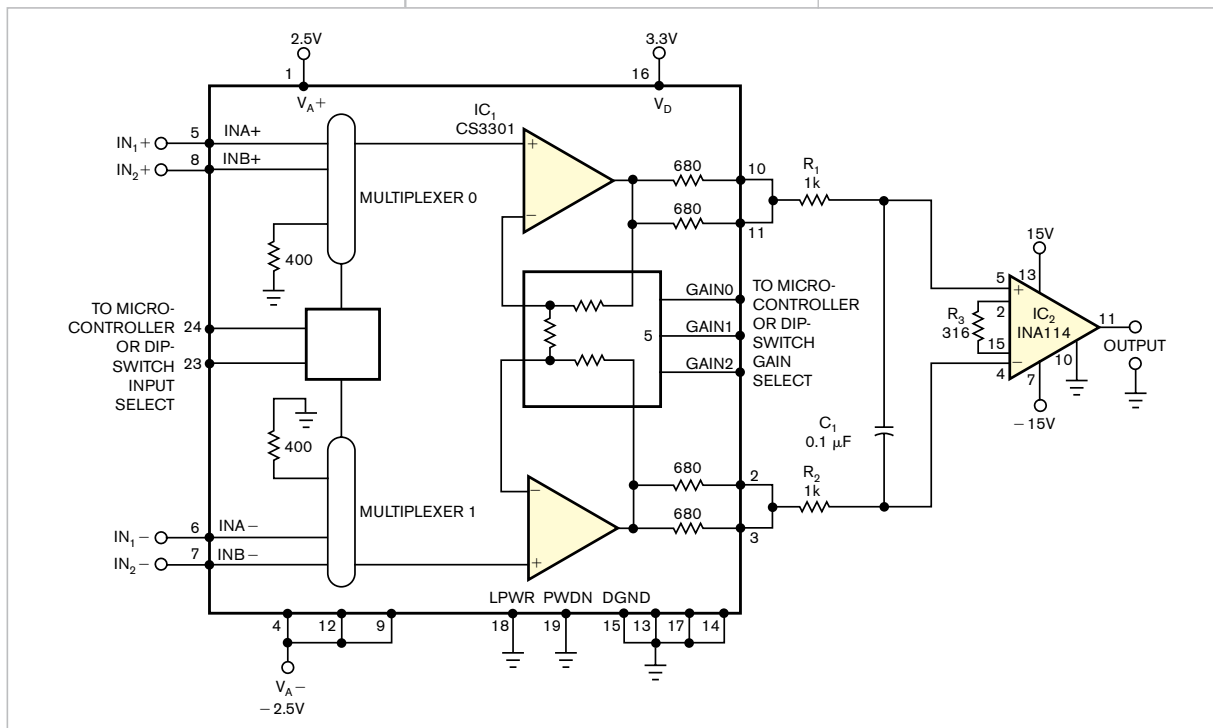 2.5V
3.3V
1
16
VA+
VD
IC1
CS3301
IN1+
5
INA+
IN2+
8
INB+
+
−
MULTIPLEXER 0
400
680
10
680
11
R1
1k
15V
TO MICRO-
CONTROLLER
OR DIP-
SWITCH
INPUT
SELECT
24
23
5
GAIN0
GAIN1
GAIN2
TO MICRO-
CONTROLLER
OR DIP-
SWITCH
GAIN
SELECT
5
13
+
2
R3
316
15
−
4
IC2
INA114
10
7
11
OUTPUT
−15V
C1
0.1 μF
400
MULTIPLEXER 1
−
+
680
2
680
3
R2
1k
IN1−
6
INA−
IN2−
7
INB−
LPWR
PWDN
DGND
4
12
9
18
19
15
13
17
14
VA−
−2.5V